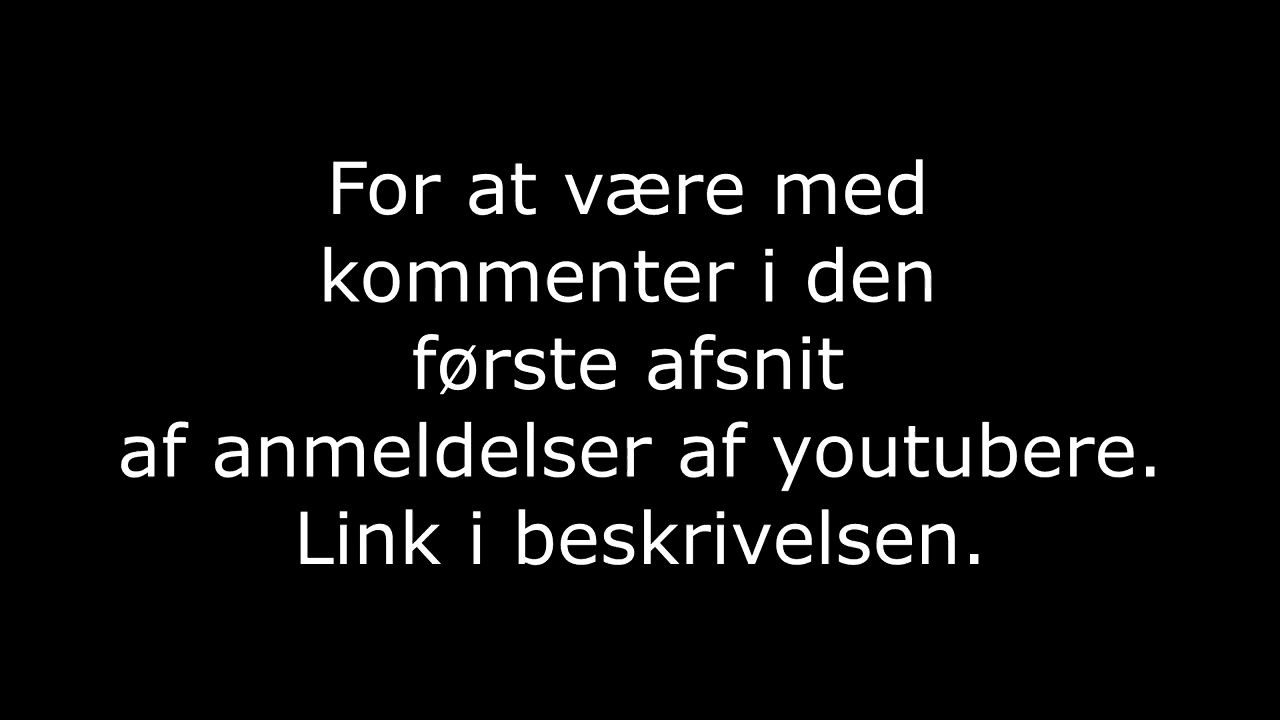 For at være med
kommenter i den
første afsnit
af anmeldelser af youtubere.
Link i beskrivelsen.